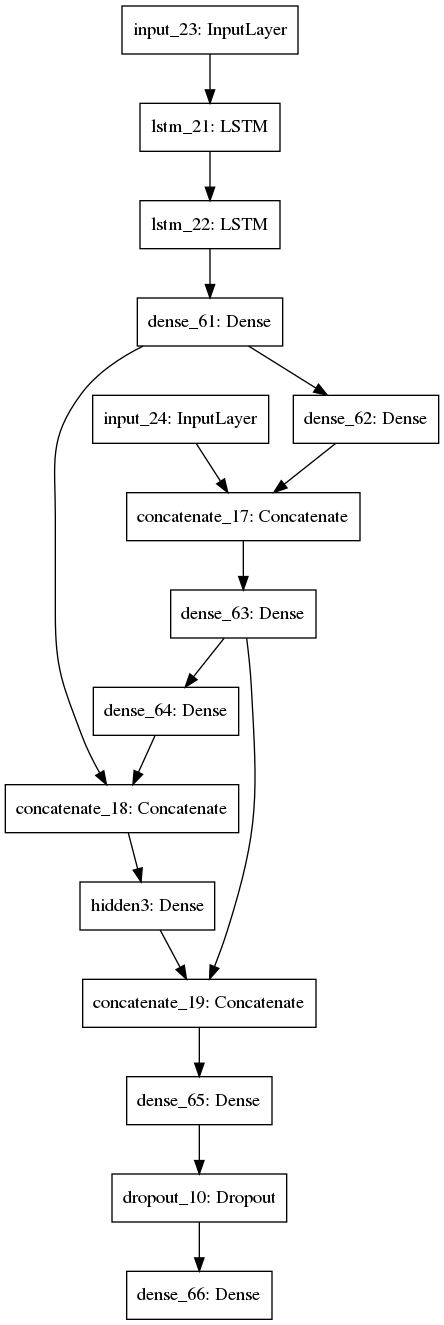 input_23: InputLayer
lstm_21: LSTM
lstm_22: LSTM
dense_61: Dense
input_24: InputLayer
dense_62: Dense
concatenate_17: Concatenate
dense_63: Dense
dense_64: Dense
concatenate_18: Concatenate
hidden3: Dense
concatenate_19: Concatenate
dense_65: Dense
dropout_10: Dropout
dense_66: Dense